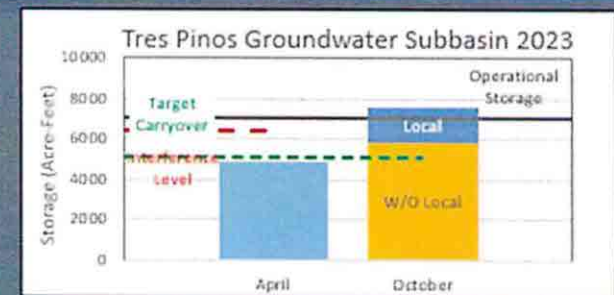 Tres Pinos Groundwater Subbasin 2023
Storage (Acre-Feet)
10000
8000
6000
4000
2000
0
Operational
Storage
Target
Carryover
Interference
Level
Local
W/O Local
April
October